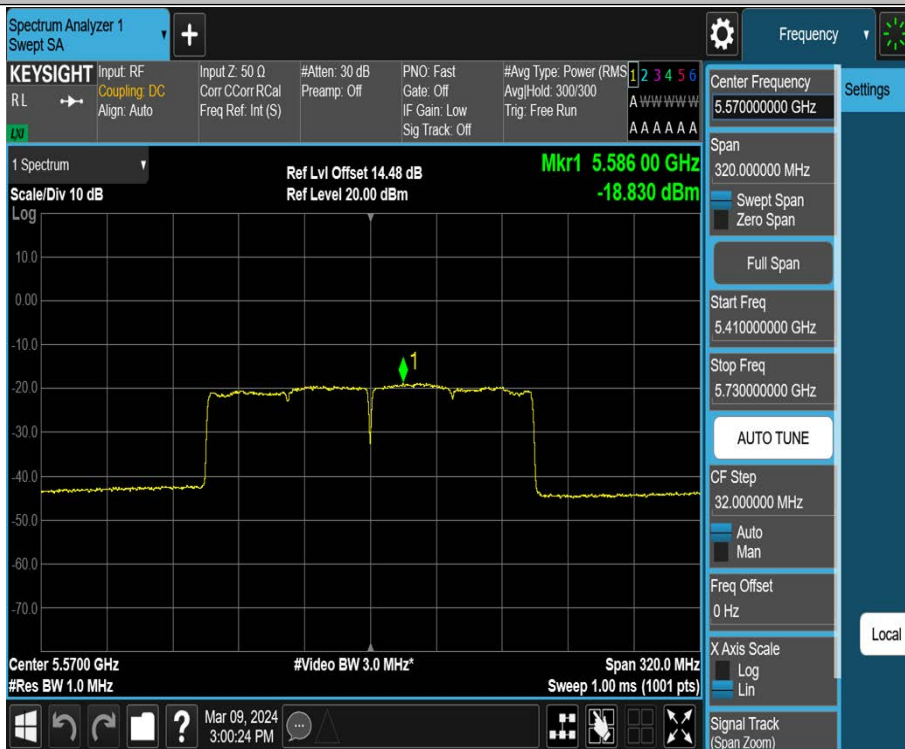 Spectrum Analyzer 1
Swept SA
+
Frequency
KEYSIGHT
R L
LXI
Input: RF
Coupling: DC
Align: Auto
Input Z: 50 Ω
Corr CCorr RCal
Freq Ref: Int (S)
#Atten: 30 dB
Preamp: Off
PNO: Fast
Gate: Off
IF Gain: Low
Sig Track: Off
#Avg Type: Power (RMS
Avg|Hold: 300/300
Trig: Free Run
1 2 3 4 5 6
A W W W W W
A A A A A A
1 Spectrum
Scale/Div 10 dB
Log
Ref Lvl Offset 14.48 dB
Ref Level 20.00 dBm
Mkr1 5.586 00 GHz
-18.830 dBm
10.0
0.00
-10.0
-20.0
-30.0
-40.0
-50.0
-60.0
-70.0
1
Center 5.5700 GHz
#Res BW 1.0 MHz
#Video BW 3.0 MHz*
Span 320.0 MHz
Sweep 1.00 ms (1001 pts)
Center Frequency
5.570000000 GHz
Span
320.000000 MHz
Swept Span
Zero Span
Full Span
Start Freq
5.410000000 GHz
Stop Freq
5.730000000 GHz
AUTO TUNE
CF Step
32.000000 MHz
Auto
Man
Freq Offset
0 Hz
X Axis Scale
Log
Lin
Signal Track
(Span Zoom)
Settings
Local
?
Mar 09, 2024
3:00:24 PM